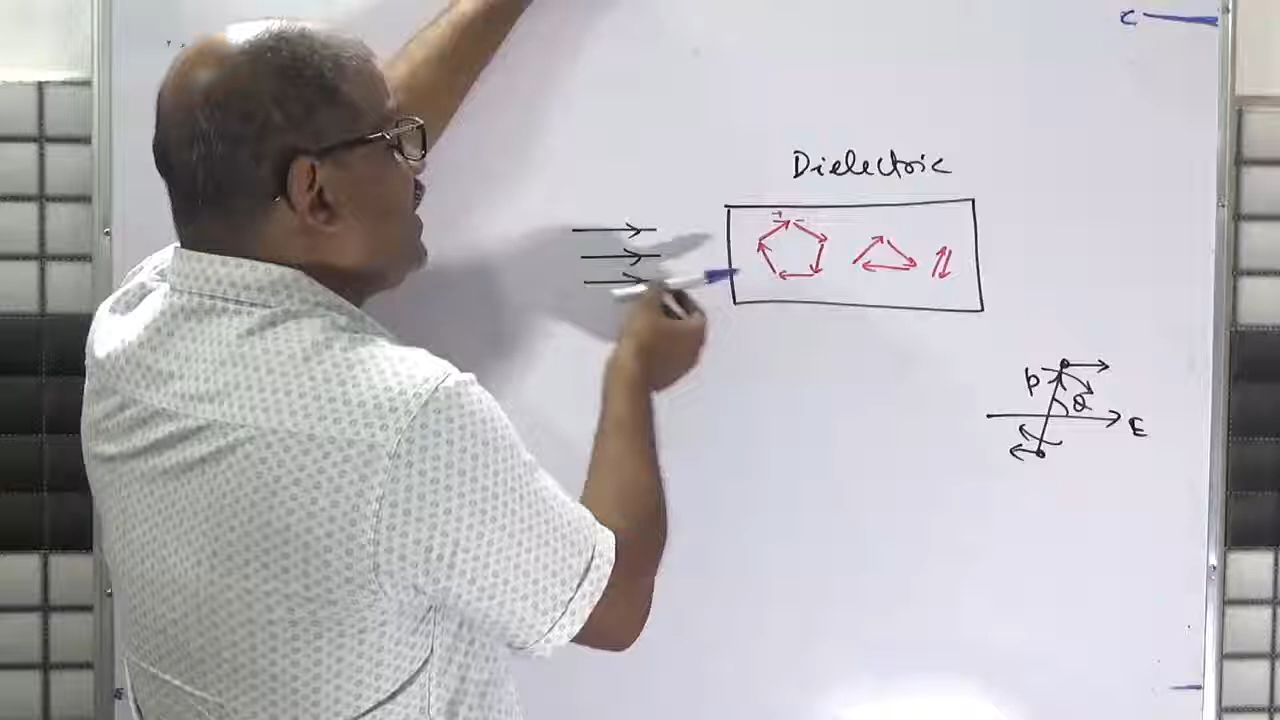 C
Dielectric
+ -
p
θ
E